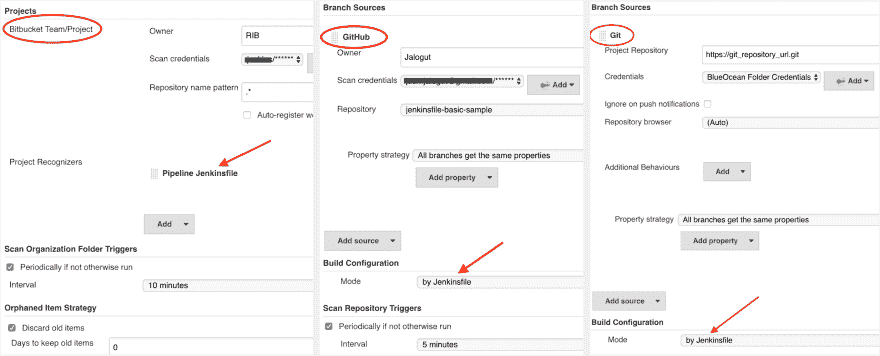 Projects
Bitbucket Team/Project
Owner
RIB
Scan credentials
/******
Repository name pattern
.*
Auto-register we
Project Recognizers
Pipeline Jenkinsfile
Add
Scan Organization Folder Triggers
Periodically if not otherwise run
Interval
10 minutes
Orphaned Item Strategy
Discard old items
Days to keep old items
0
Branch Sources
GitHub
Owner
Jalogut
Scan credentials
/******
Add
Repository
jenkinsfile-basic-sample
Property strategy
All branches get the same properties
Add property
Add source
Build Configuration
Mode
by Jenkinsfile
Scan Repository Triggers
Periodically if not otherwise run
Interval
5 minutes
Branch Sources
Git
Project Repository
https://git_repository_url.git
Credentials
BlueOcean Folder Credentials
Add
Ignore on push notifications
Repository browser
(Auto)
Additional Behaviours
Add
Property strategy
All branches get the same properties
Add property
Add source
Build Configuration
Mode
by Jenkinsfile